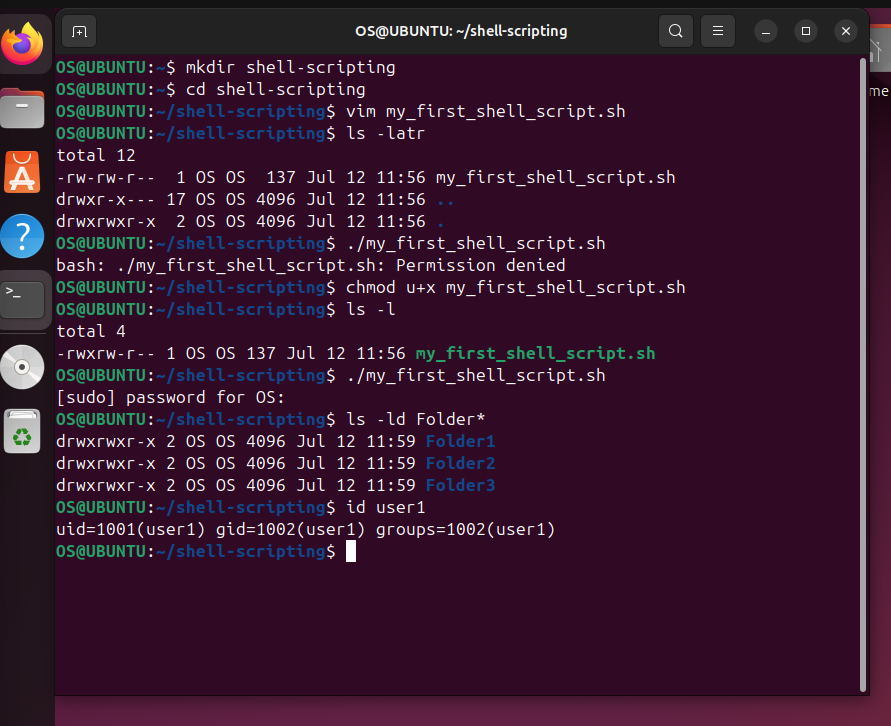 OS@UBUNTU: ~/shell-scripting
OS@UBUNTU:~$ mkdir shell-scripting
OS@UBUNTU:~$ cd shell-scripting
OS@UBUNTU:~/shell-scripting$ vim my_first_shell_script.sh
OS@UBUNTU:~/shell-scripting$ ls -latr
total 12
-rw-rw-r--  1 OS OS  137 Jul 12 11:56 my_first_shell_script.sh
drwxr-x--- 17 OS OS 4096 Jul 12 11:56 ..
drwxrwxr-x  2 OS OS 4096 Jul 12 11:56 .
OS@UBUNTU:~/shell-scripting$ ./my_first_shell_script.sh
bash: ./my_first_shell_script.sh: Permission denied
OS@UBUNTU:~/shell-scripting$ chmod u+x my_first_shell_script.sh
OS@UBUNTU:~/shell-scripting$ ls -l
total 4
-rwxrw-r-- 1 OS OS 137 Jul 12 11:56 my_first_shell_script.sh
OS@UBUNTU:~/shell-scripting$ ./my_first_shell_script.sh
[sudo] password for OS:
OS@UBUNTU:~/shell-scripting$ ls -ld Folder*
drwxrwxr-x 2 OS OS 4096 Jul 12 11:59 Folder1
drwxrwxr-x 2 OS OS 4096 Jul 12 11:59 Folder2
drwxrwxr-x 2 OS OS 4096 Jul 12 11:59 Folder3
OS@UBUNTU:~/shell-scripting$ id user1
uid=1001(user1) gid=1002(user1) groups=1002(user1)
OS@UBUNTU:~/shell-scripting$
me